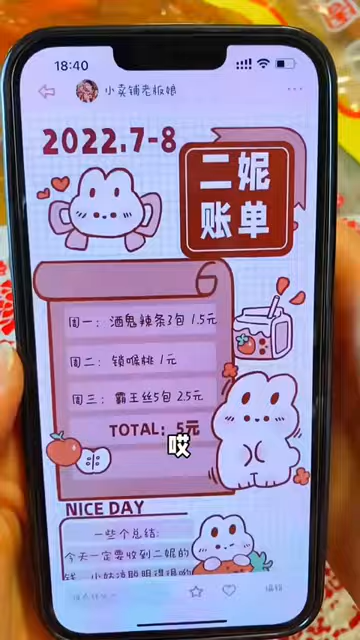 18:40
小卖铺老板娘
2022.7-8
二妮
账单
周一：酒鬼辣条3包 1.5元
周二：锁喉桃 1元
周三：霸王丝5包 2.5元
TOTAL：5元
哎
NICE DAY
一些个总结：
今天一定要收到二妮的